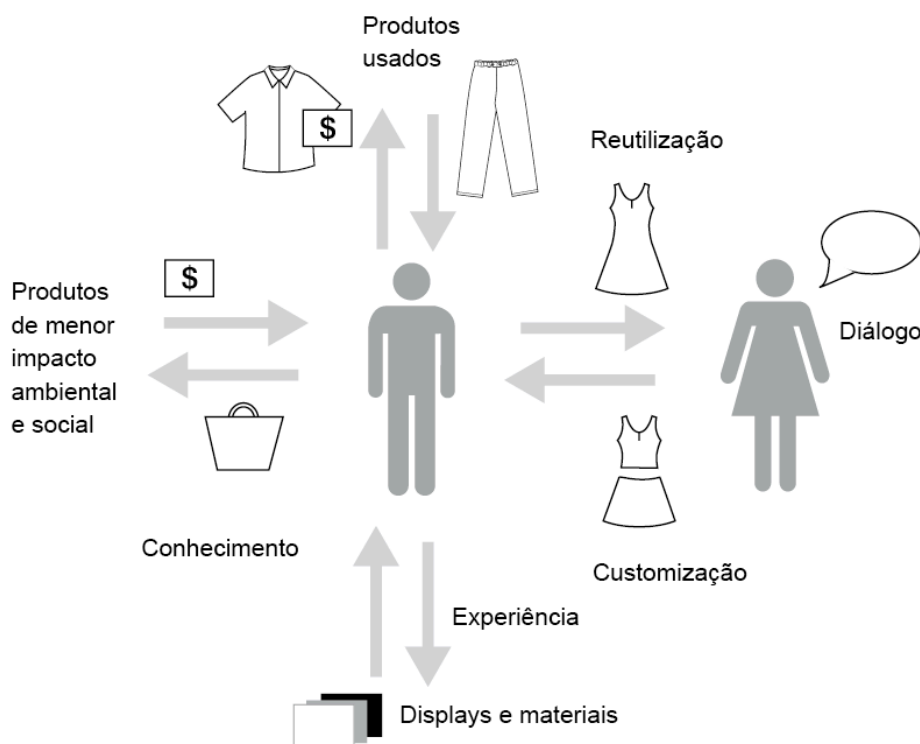 Produtos
usados
$
Reutilização
$
Produtos
de menor
impacto
ambiental
e social
Diálogo
Conhecimento
Customização
Experiência
Displays e materiais